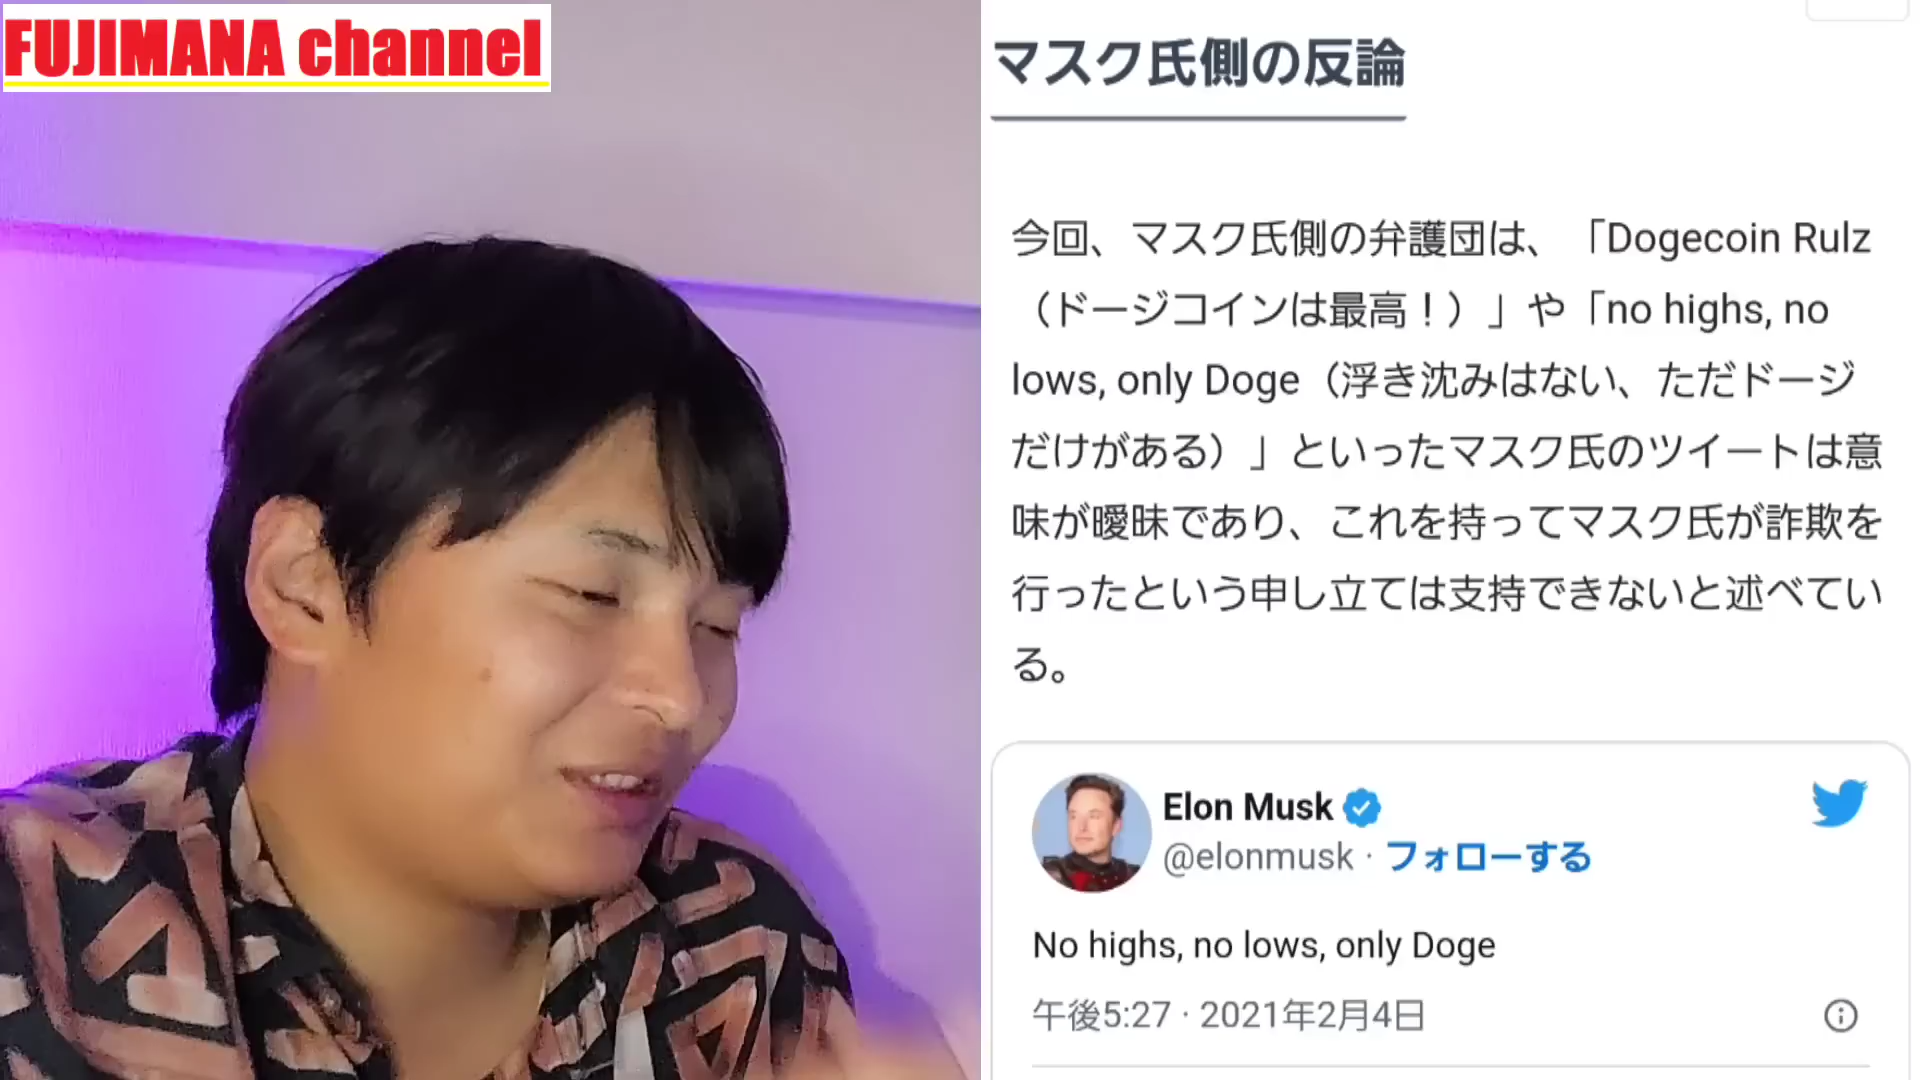 FUJIMANA channel
マスク氏側の反論
今回、マスク氏側の弁護団は、「Dogecoin Rulz
（ドージコインは最高！）」や「no highs, no
lows, only Doge（浮き沈みはない、ただドージ
だけがある）」といったマスク氏のツイートは意
味が曖昧であり、これを持ってマスク氏が詐欺を
行ったという申し立ては支持できないと述べてい
る。
Elon Musk
@elonmusk · フォローする
No highs, no lows, only Doge
午後5:27 · 2021年2月4日